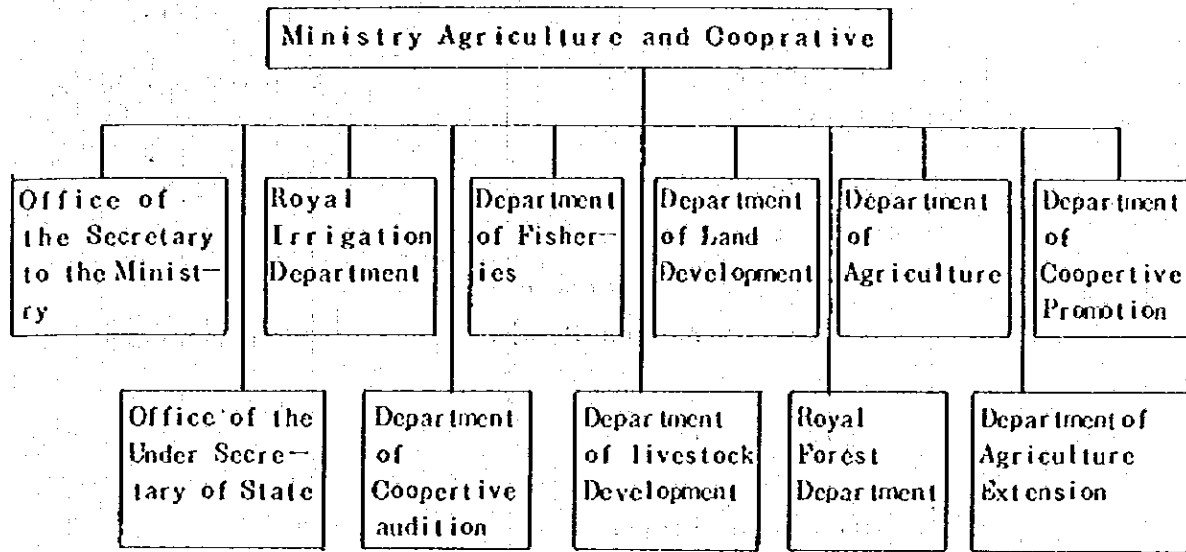 Ministry Agriculture and Cooprative
Office of
the Secretary
to the Minist-
ry
Royal
Irrigation
Department
Department
of Fisher-
ies
Department
of Land
Development
Department
of
Agriculture
Department
of
Coopertive
Promotion
Office of the
Under Secre-
tary of State
Department
of
Coopertive
audition
Department
of livestock
Development
Royal
Forest
Department
Department of
Agriculture
Extension